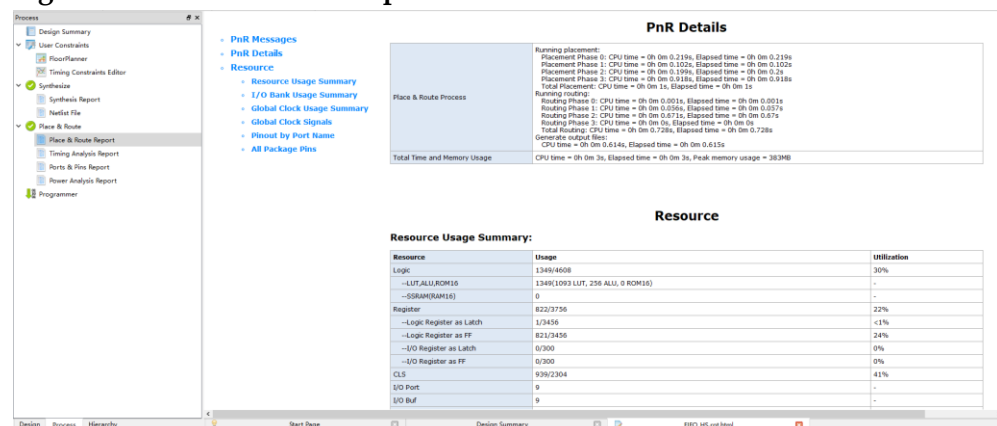 Process
Design Summary
User Constraints
FloorPlanner
Timing Constraints Editor
Synthesize
Synthesis Report
Netlist File
Place & Route
Place & Route Report
Timing Analysis Report
Ports & Pins Report
Power Analysis Report
Programmer
Design Process Hierarchy
PnR Messages
PnR Details
Resource
Resource Usage Summary
I/O Bank Usage Summary
Global Clock Usage Summary
Global Clock Signals
Pinout by Port Name
All Package Pins
PnR Details
Place & Route Process
Running placement:
Placement Phase 0: CPU time = 0h 0m 0.219s, Elapsed time = 0h 0m 0.219s
Placement Phase 1: CPU time = 0h 0m 0.102s, Elapsed time = 0h 0m 0.102s
Placement Phase 2: CPU time = 0h 0m 0.199s, Elapsed time = 0h 0m 0.2s
Placement Phase 3: CPU time = 0h 0m 0.918s, Elapsed time = 0h 0m 0.918s
Total Placement: CPU time = 0h 0m 1s, Elapsed time = 0h 0m 1s
Running routing:
Routing Phase 0: CPU time = 0h 0m 0.001s, Elapsed time = 0h 0m 0.001s
Routing Phase 1: CPU time = 0h 0m 0.056s, Elapsed time = 0h 0m 0.057s
Routing Phase 2: CPU time = 0h 0m 0.671s, Elapsed time = 0h 0m 0.67s
Routing Phase 3: CPU time = 0h 0m 0s, Elapsed time = 0h 0m 0s
Total Routing: CPU time = 0h 0m 0.728s, Elapsed time = 0h 0m 0.728s
Generate output files:
CPU time = 0h 0m 0.614s, Elapsed time = 0h 0m 0.615s
Total Time and Memory Usage CPU time = 0h 0m 3s, Elapsed time = 0h 0m 3s, Peak memory usage = 383MB
Resource
Resource Usage Summary:
Resource Usage Utilization
Logic 1349/4608 30%
--LUT,ALU,ROM16 1349(1093 LUT, 256 ALU, 0 ROM16) -
--SSRAM(RAM16) 0 -
Register 822/3756 22%
--Logic Register as Latch 1/3456 <1%
--Logic Register as FF 821/3456 24%
--I/O Register as Latch 0/300 0%
--I/O Register as FF 0/300 0%
CLS 939/2304 41%
I/O Port 9 -
I/O Buf 9 -
Start Page Design Summary